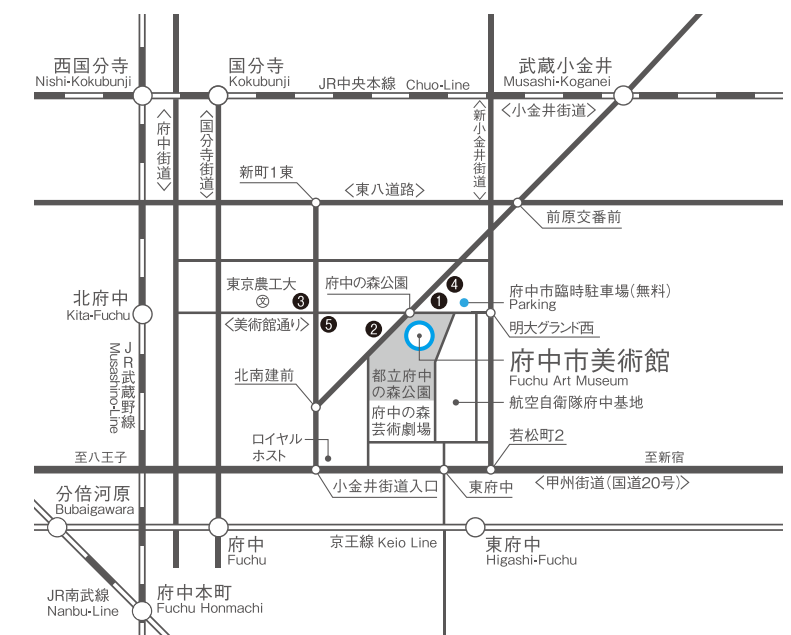 西国分寺
Nishi-Kokubunji
国分寺
Kokubunji
JR中央本線 Chuo-Line
武蔵小金井
Musashi-Koganei
〈小金井街道〉
〈府中街道〉
〈国分寺街道〉
〈新小金井街道〉
新町1東
〈東八道路〉
前原交番前
東京農工大
文
❸
府中の森公園
❹
❶
府中市臨時駐車場(無料)
Parking
北府中
Kita-Fuchu
〈美術館通り〉
❺
❷
明大グランド西
JR武蔵野線
Musashino-Line
府中市美術館
Fuchu Art Museum
北南建前
都立府中
の森公園
航空自衛隊府中基地
府中の森
芸術劇場
ロイヤル
ホスト
若松町2
至八王子
至新宿
小金井街道入口
東府中
〈甲州街道(国道20号)〉
分倍河原
Bubaigawara
府中
Fuchu
京王線 Keio Line
東府中
Higashi-Fuchu
JR南武線
Nanbu-Line
府中本町
Fuchu Honmachi